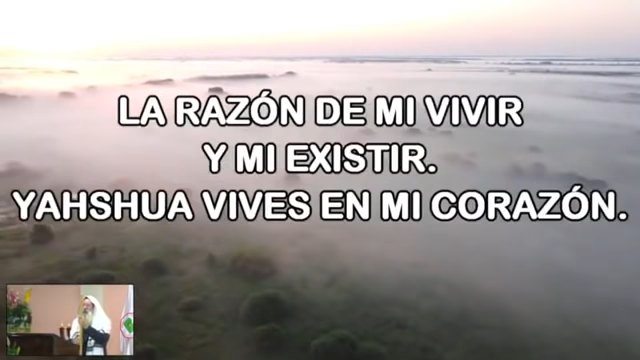 LA RAZÓN DE MI VIVIR
Y MI EXISTIR.
YAHSHUA VIVES EN MI CORAZÓN.